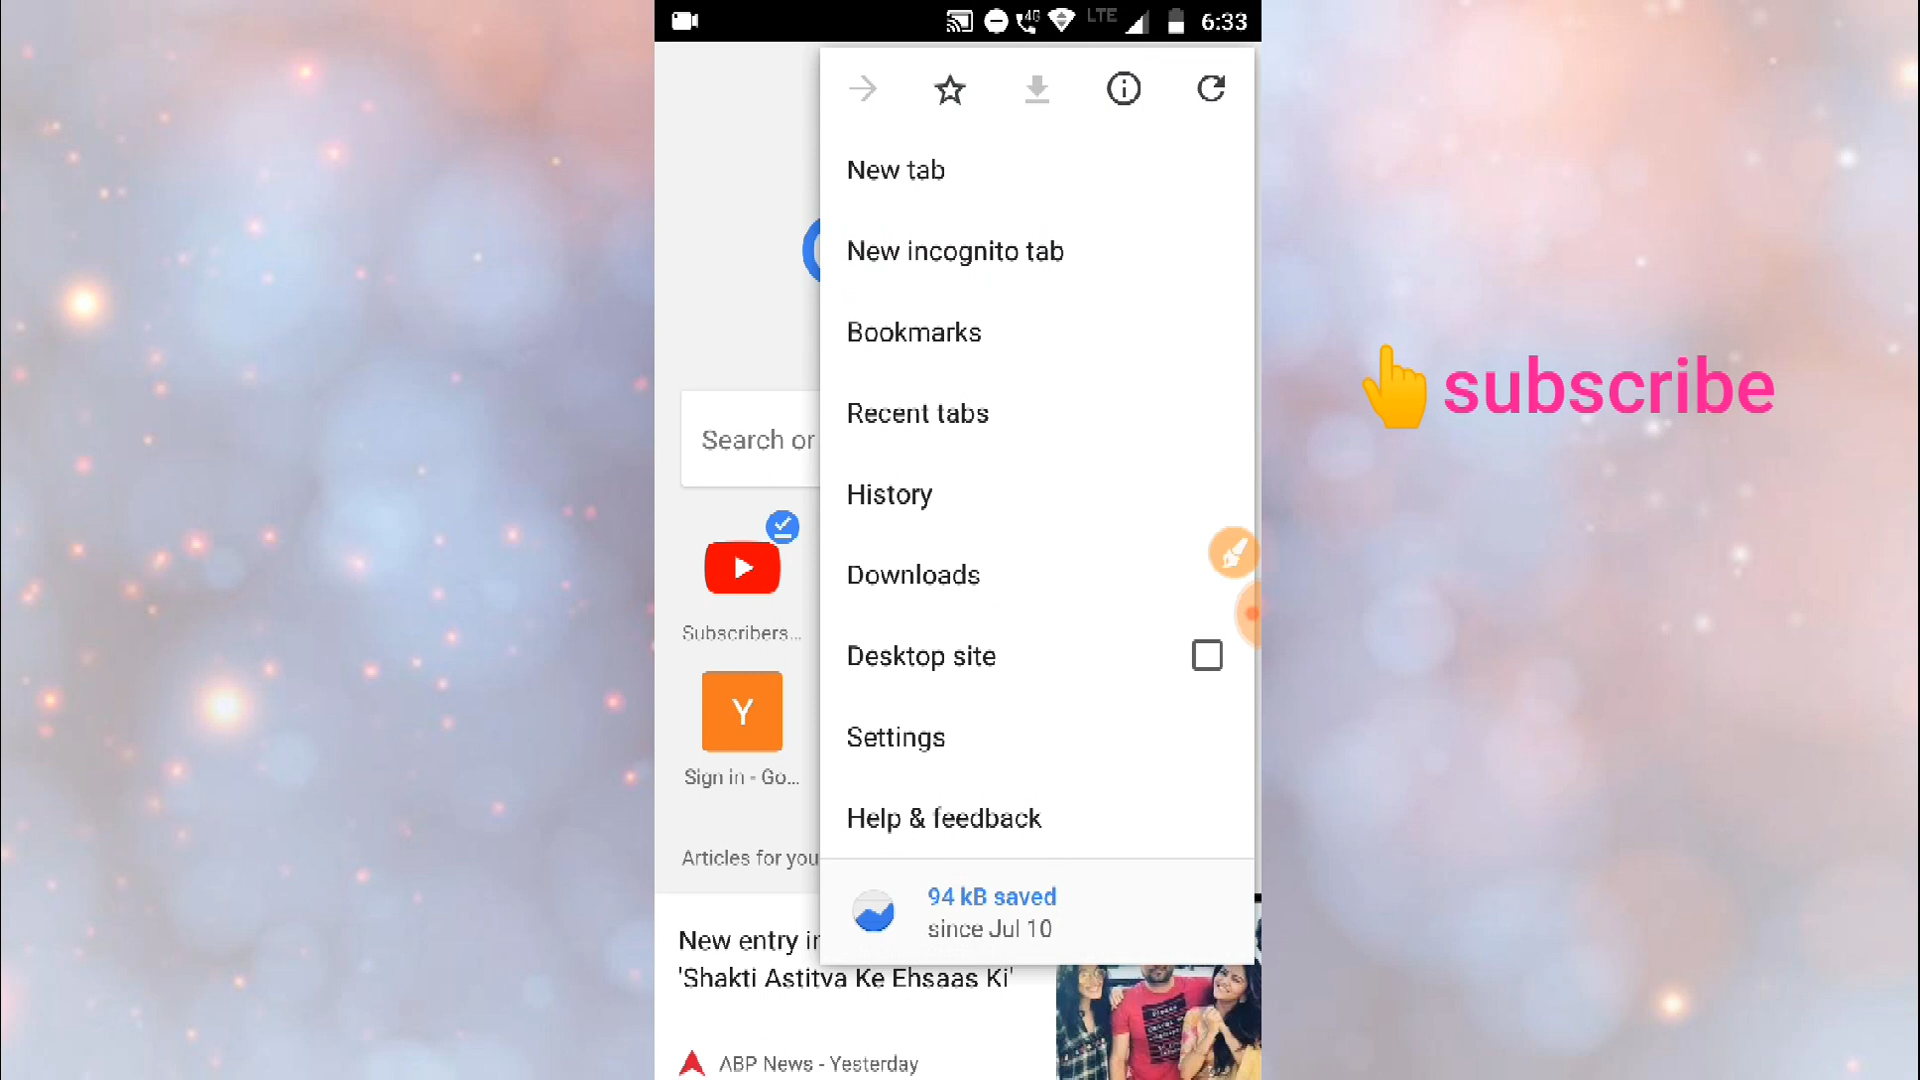 LTE 6:33
4G
New tab
New incognito tab
Bookmarks
Recent tabs
History
Downloads
Desktop site
Settings
Help & feedback
94 kB saved
since Jul 10
Search or
Subscribers...
Y
Sign in - Go...
Articles for you
New entry in
'Shakti Astitva Ke Ehsaas Ki'
ABP News - Yesterday
subscribe